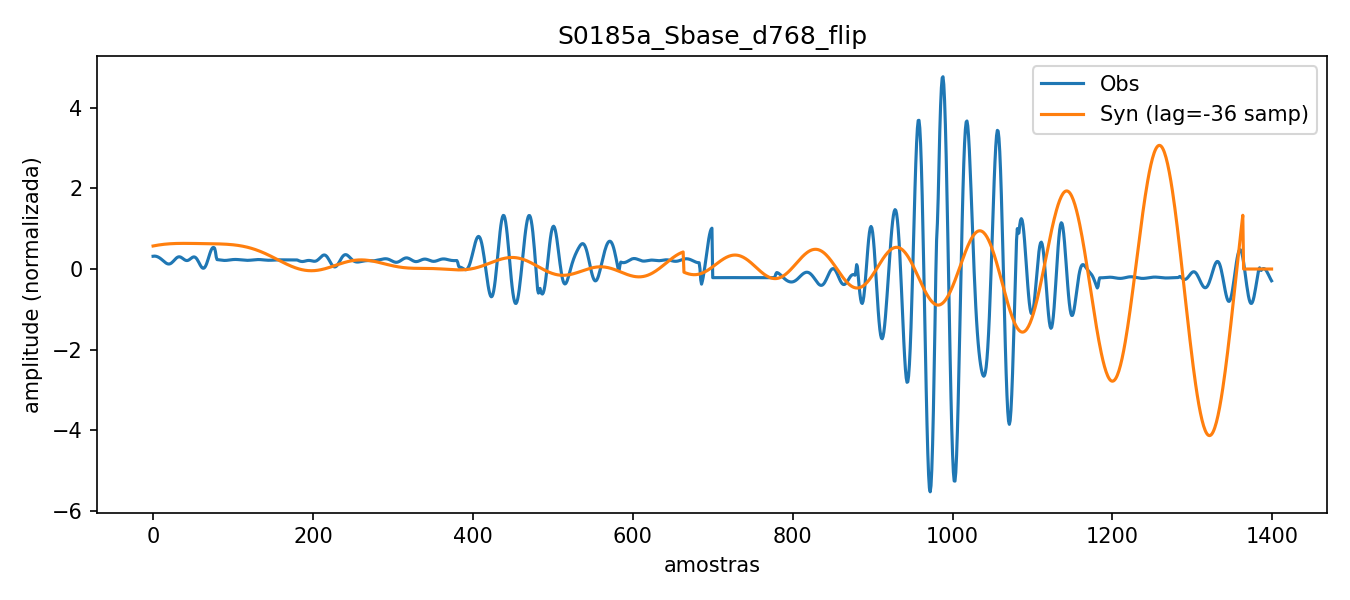 S0185a_Sbase_d768_flip
Obs
Syn (lag=-36 samp)
amplitude (normalizada)
4
2
0
−2
−4
−6
0 200 400 600 800 1000 1200 1400
amostras